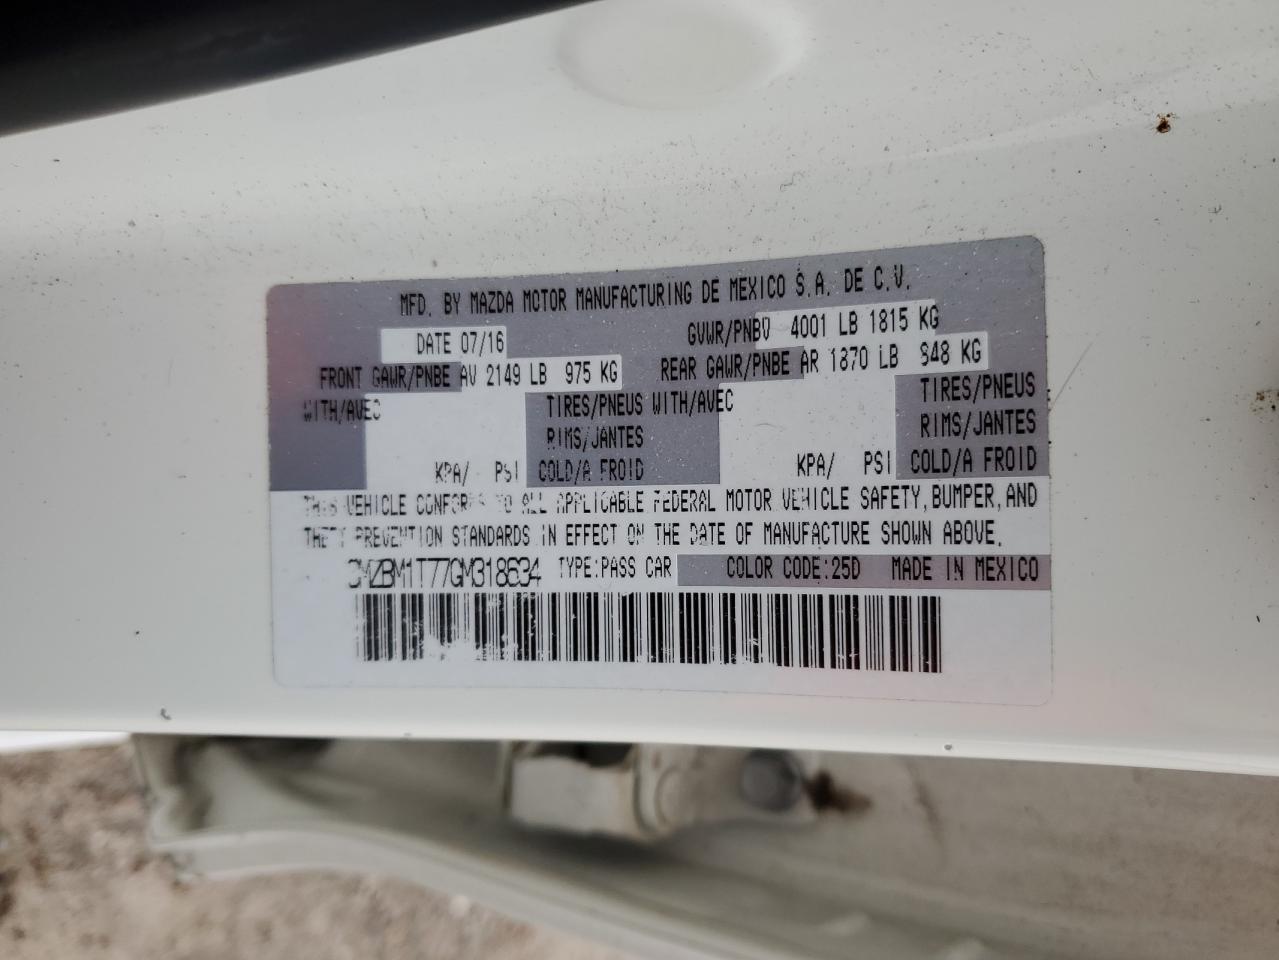 MFD. BY MAZDA MOTOR MANUFACTURING DE MEXICO S.A. DE C.V.
DATE 07/16 GVWR/PNBV 4001 LB 1815 KG
FRONT GAWR/PNBE AV 2149 LB 975 KG REAR GAWR/PNBE AR 1870 LB 848 KG
WITH/AVEC TIRES/PNEUS WITH/AVEC TIRES/PNEUS
RIMS/JANTES RIMS/JANTES
KPA/ PSI COLD/A FROID KPA/ PSI COLD/A FROID
THIS VEHICLE CONFORMS TO ALL APPLICABLE FEDERAL MOTOR VEHICLE SAFETY, BUMPER, AND
THEFT PREVENTION STANDARDS IN EFFECT ON THE DATE OF MANUFACTURE SHOWN ABOVE.
3MZBM1T77GM318634 TYPE:PASS CAR COLOR CODE:25D MADE IN MEXICO